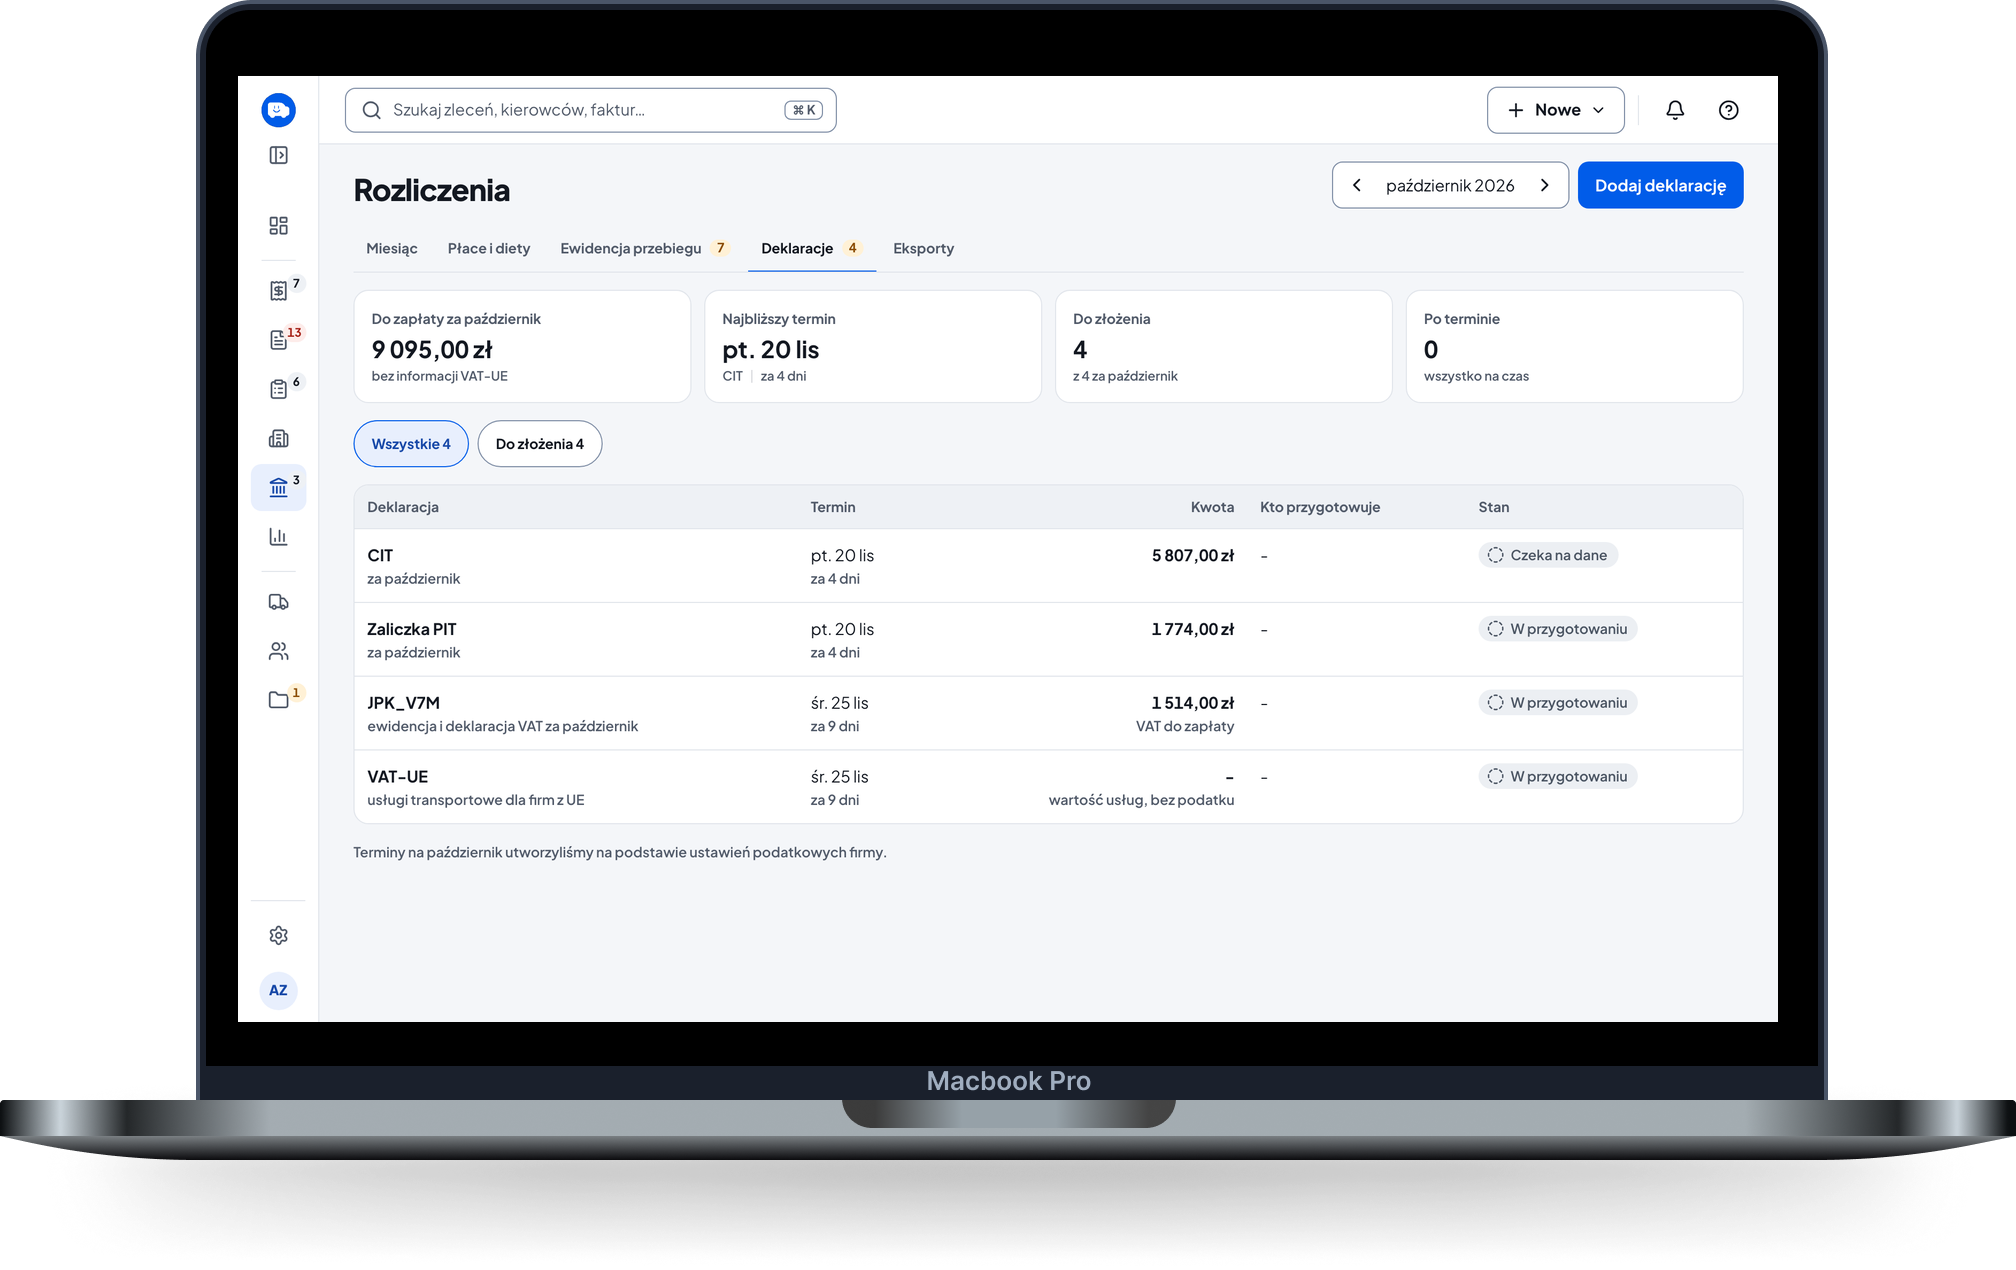 Szukaj zleceń, kierowców, faktur...
⌘ K
Nowe
Rozliczenia
październik 2026
Dodaj deklarację
Miesiąc
Płace i diety
Ewidencja przebiegu 7
Deklaracje 4
Eksporty
7
13
6
3
1
AZ
Do zapłaty za październik
9 095,00 zł
bez informacji VAT-UE
Najbliższy termin
pt. 20 lis
CIT | za 4 dni
Do złożenia
4
z 4 za październik
Po terminie
0
wszystko na czas
Wszystkie 4
Do złożenia 4
Deklaracja Termin Kwota Kto przygotowuje Stan
CIT pt. 20 lis 5 807,00 zł - Czeka na dane
za październik za 4 dni
Zaliczka PIT pt. 20 lis 1 774,00 zł - W przygotowaniu
za październik za 4 dni
JPK_V7M śr. 25 lis 1 514,00 zł - W przygotowaniu
ewidencja i deklaracja VAT za październik za 9 dni VAT do zapłaty
VAT-UE śr. 25 lis - - W przygotowaniu
usługi transportowe dla firm z UE za 9 dni wartość usług, bez podatku
Terminy na październik utworzyliśmy na podstawie ustawień podatkowych firmy.
Macbook Pro